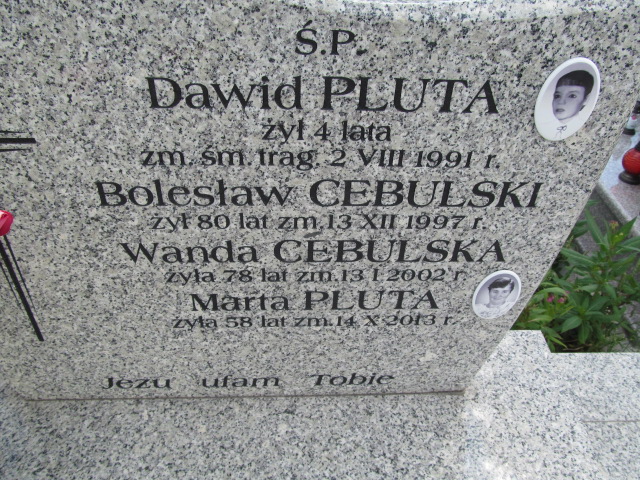 Ś.P.
Dawid PLUTA
żył 4 lata
zm. śm. trag. 2 VIII 1991 r.
Bolesław CEBULSKI
żył 80 lat zm. 13 XII 1997 r.
Wanda CEBULSKA
żyła 78 lat zm. 13 I 2002 r.
Marta PLUTA
żyła 58 lat zm. 14 X 2013 r.
Jezu ufam Tobie